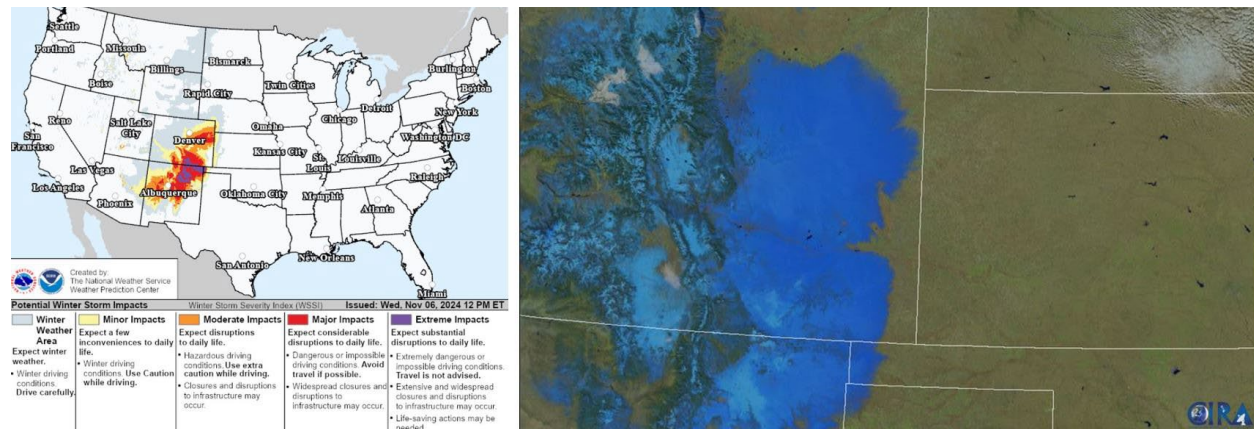 Seattle
Portland
Missoula
Bismarck
Billings
Burlington
Boston
Boise
Twin Cities
Rapid City
Detroit
New York
Reno
Salt Lake
City
Omaha
Chicago
Denver
Washington DC
San
Francisco
Kansas City
St.
Louis
Louisville
Las Vegas
Raleigh
Los Angeles
Albuquerque
Oklahoma City
Memphis
Phoenix
Atlanta
San Antonio
New Orleans
Miami
Created by:
The National Weather Service
Weather Prediction Center
Potential Winter Storm Impacts Winter Storm Severity Index (WSSI) Issued: Wed, Nov 06, 2024 12 PM ET
Winter
Weather
Area
Expect winter
weather.
• Winter driving
conditions.
Drive carefully.
Minor Impacts
Expect a few
inconveniences to daily
life.
• Winter driving
conditions. Use Caution
while driving.
Moderate Impacts
Expect disruptions
to daily life.
• Hazardous driving
conditions. Use extra
caution while driving.
• Closures and disruptions
to infrastructure may
occur.
Major Impacts
Expect considerable
disruptions to daily life.
• Dangerous or impossible
driving conditions. Avoid
travel if possible.
• Widespread closures and
disruptions to
infrastructure may occur.
Extreme Impacts
Expect substantial
disruptions to daily life.
• Extremely dangerous or
impossible driving conditions.
Travel is not advised.
• Extensive and widespread
closures and disruptions
to infrastructure may occur.
• Life-saving actions may be
needed.
CIRA